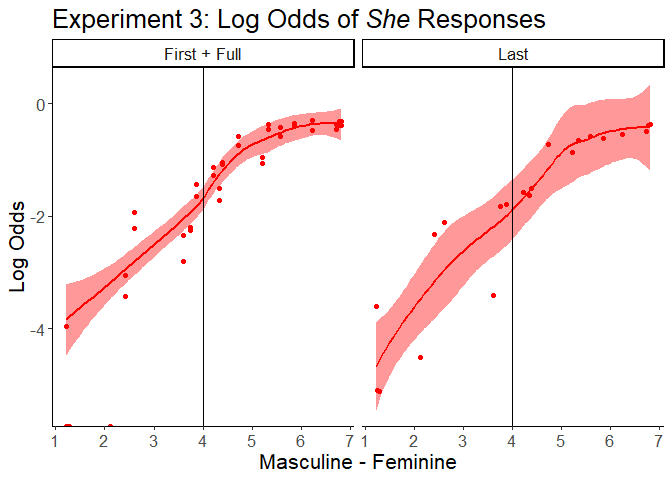 Experiment 3: Log Odds of She Responses
First + Full
Last
Log Odds
0
-2
-4
1 2 3 4 5 6 7
1 2 3 4 5 6 7
Masculine - Feminine